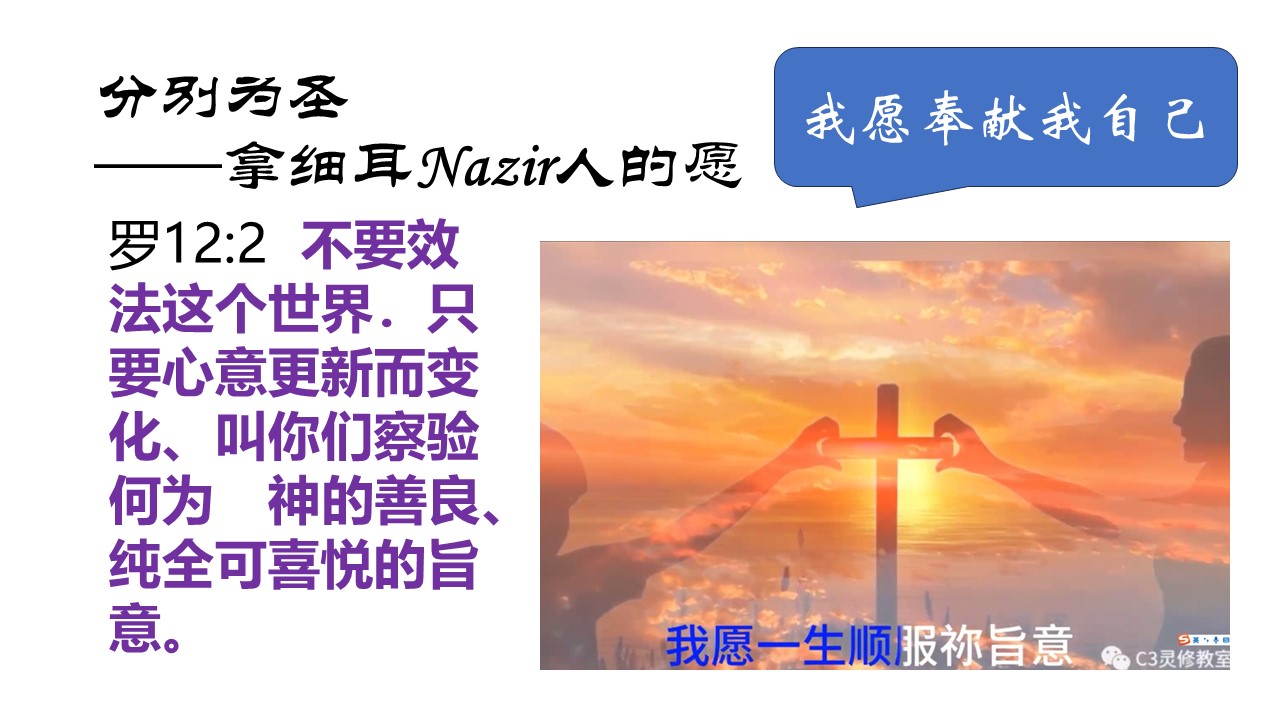 分别为圣
——拿细耳Nazir人的愿
我愿奉献我自己
罗12:2 不要效
法这个世界．只
要心意更新而变
化、叫你们察验
何为　神的善良、
纯全可喜悦的旨
意。
我愿一生顺服祢旨意
C3灵修教室